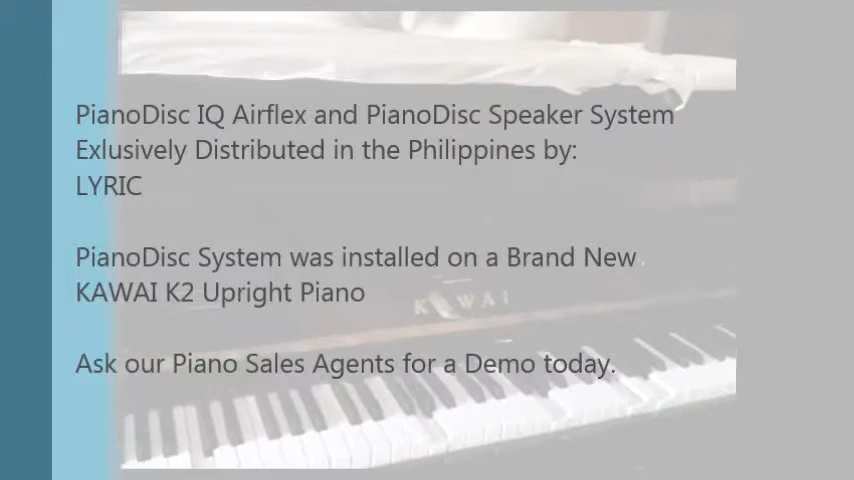 PianoDisc IQ Airflex and PianoDisc Speaker System
Exlusively Distributed in the Philippines by:
LYRIC
PianoDisc System was installed on a Brand New
KAWAI K2 Upright Piano
KAWAI
Ask our Piano Sales Agents for a Demo today.